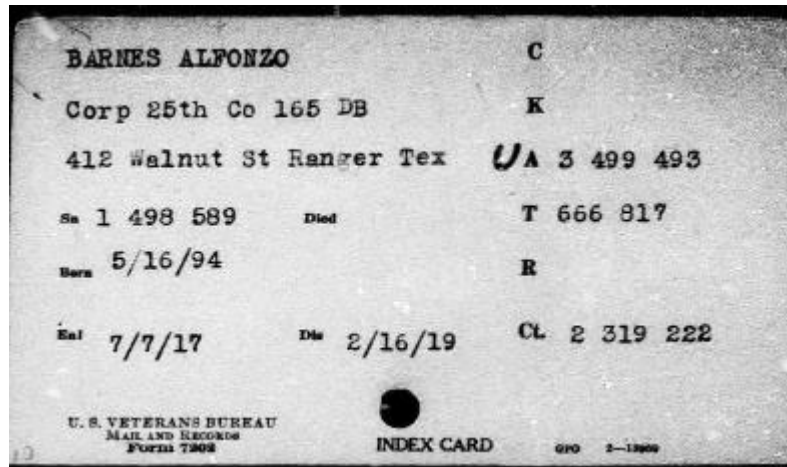 BARNES ALFONZO C
Corp 25th Co 165 DB K
412 Walnut St Ranger Tex U A 3 499 493
Sn 1 498 589 Died T 666 817
Born 5/16/94 R
Enl 7/7/17 Dis 2/16/19 Ct. 2 319 222
U. S. VETERANS BUREAU
MAIL AND RECORDS
Form 7202 INDEX CARD GPO